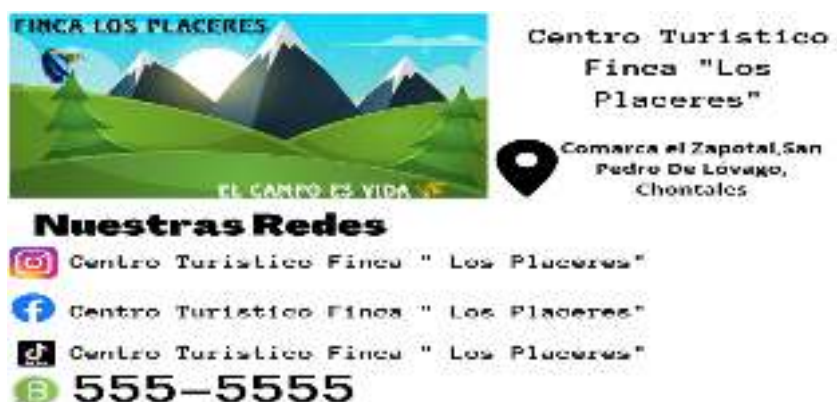 FINCA LOS PLACERES
EL CAMPO ES VIDA
Centro Turistico
Finca "Los
Placeres"
Comarca el Zapotal,San
Pedro De Lóvago,
Chontales
Nuestras Redes
Centro Turistico Finca " Los Placeres"
Centro Turistico Finca " Los Placeres"
Centro Turistico Finca " Los Placeres"
B 555-5555